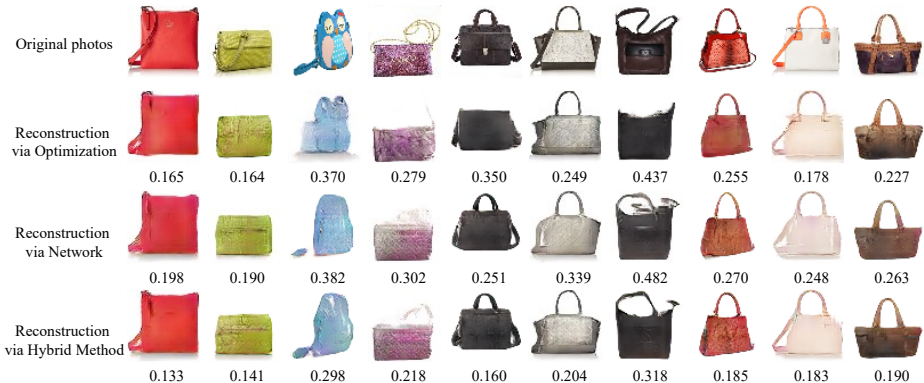 Original photos
Reconstruction
via Optimization
0.165 0.164 0.370 0.279 0.350 0.249 0.437 0.255 0.178 0.227
Reconstruction
via Network
0.198 0.190 0.382 0.302 0.251 0.339 0.482 0.270 0.248 0.263
Reconstruction
via Hybrid Method
0.133 0.141 0.298 0.218 0.160 0.204 0.318 0.185 0.183 0.190